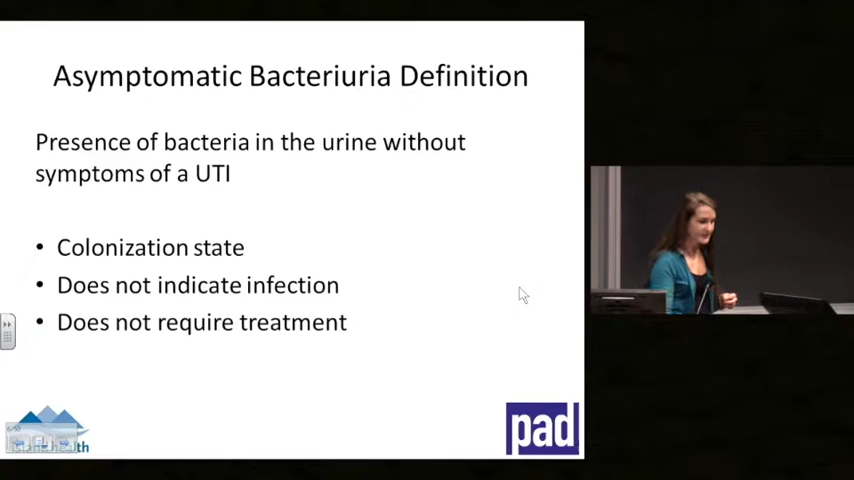 Asymptomatic Bacteriuria Definition
Presence of bacteria in the urine without
symptoms of a UTI
• Colonization state
• Does not indicate infection
• Does not require treatment
pad